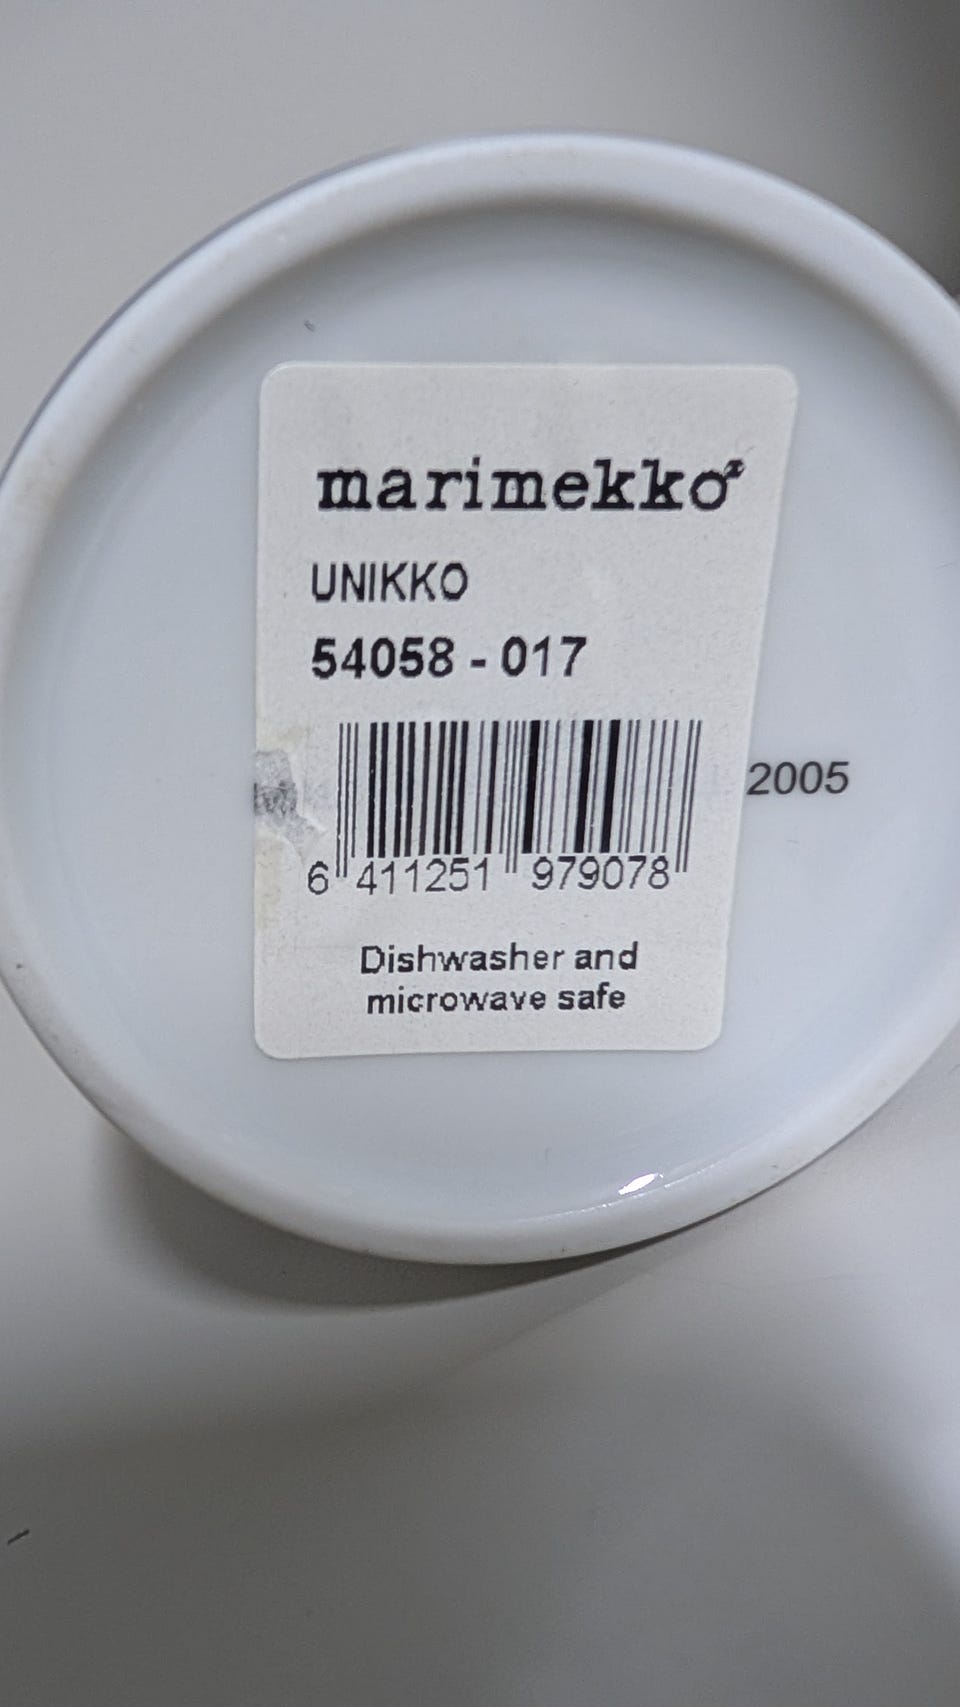 marimekko
UNIKKO
54058 - 017
2005
6 411251 979078
Dishwasher and
microwave safe